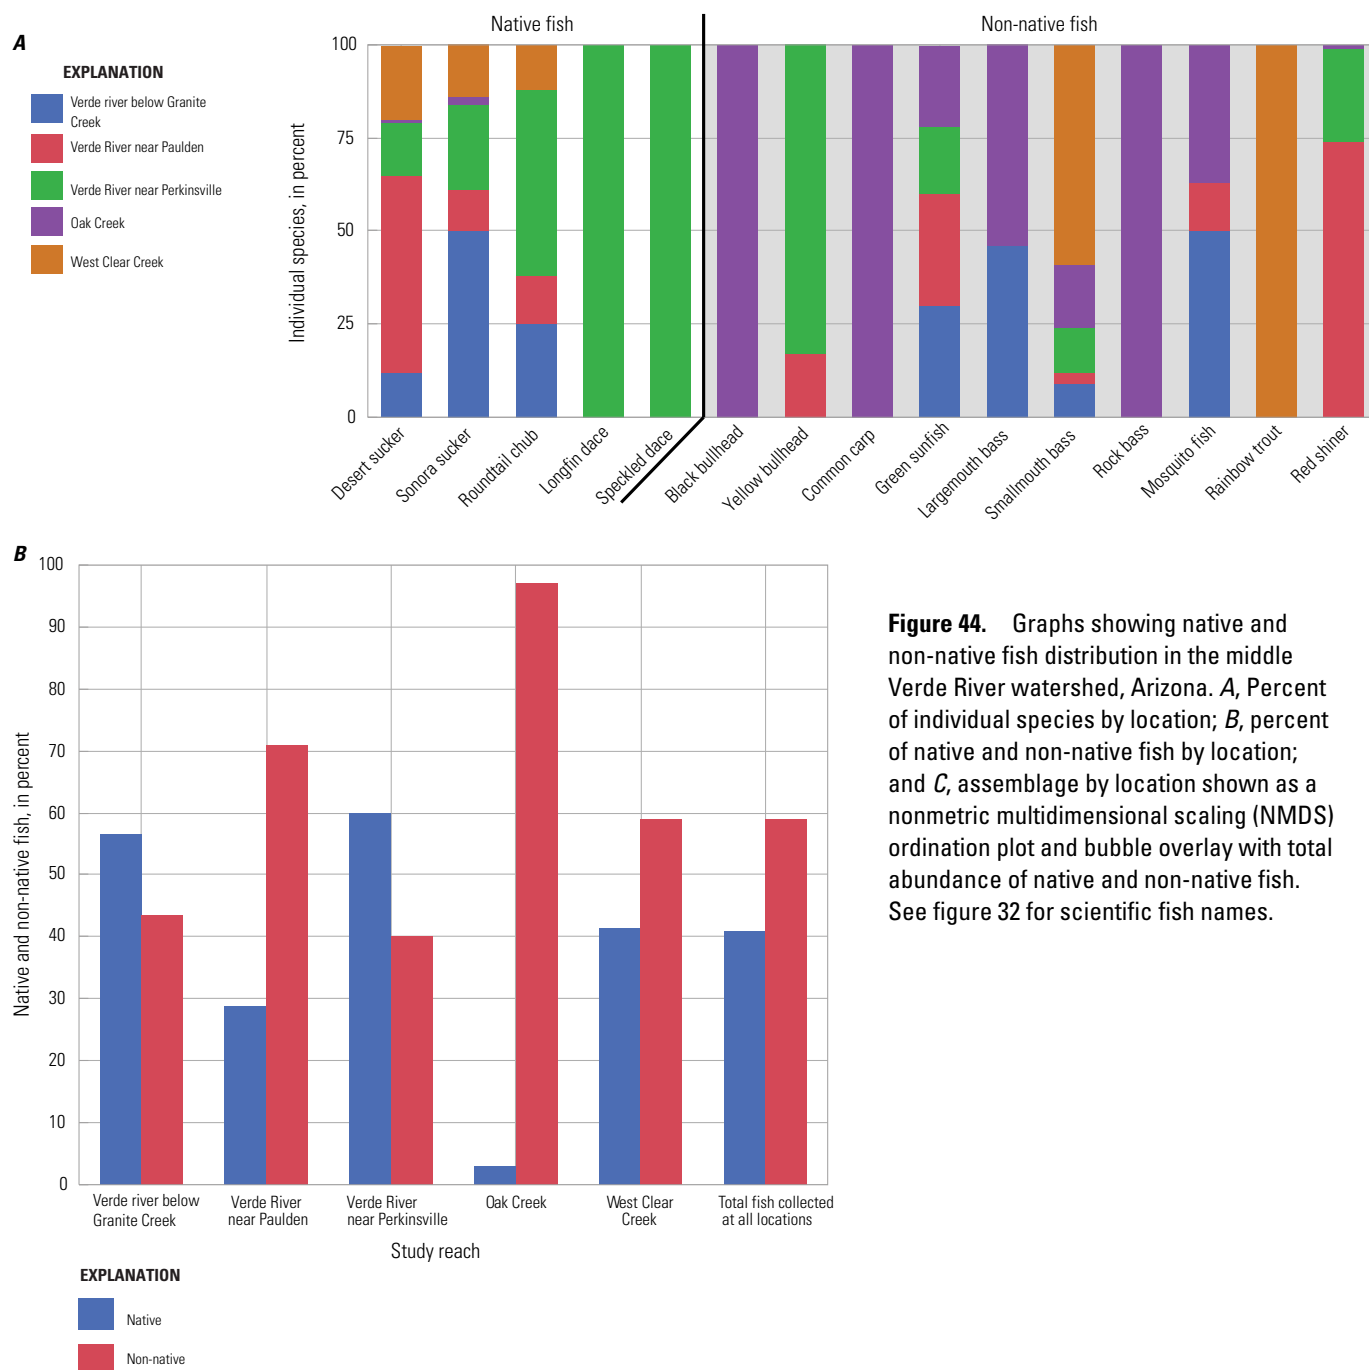 A
Native fish
Non-native fish
EXPLANATION
Verde river below Granite
Creek
Verde River near Paulden
Verde River near Perkinsville
Oak Creek
West Clear Creek
Individual species, in percent
100
75
50
25
0
Desert sucker
Sonora sucker
Roundtail chub
Longfin dace
Speckled dace
Black bullhead
Yellow bullhead
Common carp
Green sunfish
Largemouth bass
Smallmouth bass
Rock bass
Mosquito fish
Rainbow trout
Red shiner
B
Native and non-native fish, in percent
100
90
80
70
60
50
40
30
20
10
0
Verde river below
Granite Creek
Verde River
near Paulden
Verde River
near Perkinsville
Oak Creek
West Clear
Creek
Total fish collected
at all locations
Study reach
EXPLANATION
Native
Non-native
Figure 44. Graphs showing native and
non-native fish distribution in the middle
Verde River watershed, Arizona. A, Percent
of individual species by location; B, percent
of native and non-native fish by location;
and C, assemblage by location shown as a
nonmetric multidimensional scaling (NMDS)
ordination plot and bubble overlay with total
abundance of native and non-native fish.
See figure 32 for scientific fish names.